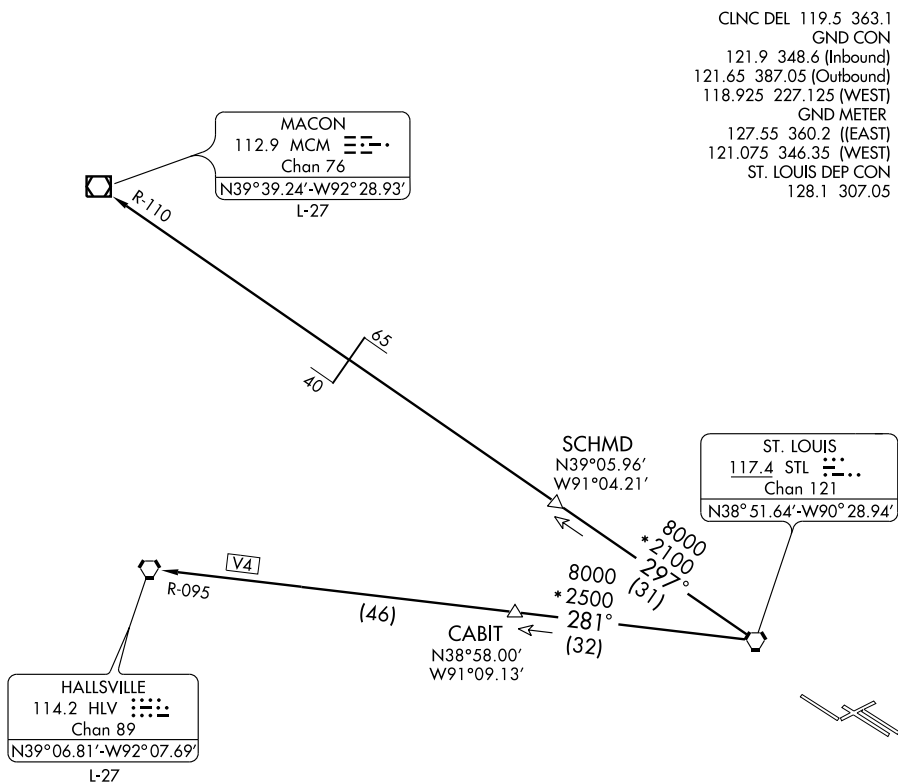 CLNC DEL 119.5 363.1
GND CON
121.9 348.6 (Inbound)
121.65 387.05 (Outbound)
118.925 227.125 (WEST)
GND METER
127.55 360.2 ((EAST)
121.075 346.35 (WEST)
ST. LOUIS DEP CON
128.1 307.05
MACON
112.9 MCM
Chan 76
N39°39.24′-W92°28.93′
L-27
R-110
65
40
SCHMD
N39°05.96′
W91°04.21′
ST. LOUIS
117.4 STL
Chan 121
N38°51.64′-W90°28.94′
8000
*2100
297°
(31)
V4
R-095
(46)
8000
*2500
281°
(32)
CABIT
N38°58.00′
W91°09.13′
HALLSVILLE
114.2 HLV
Chan 89
N39°06.81′-W92°07.69′
L-27